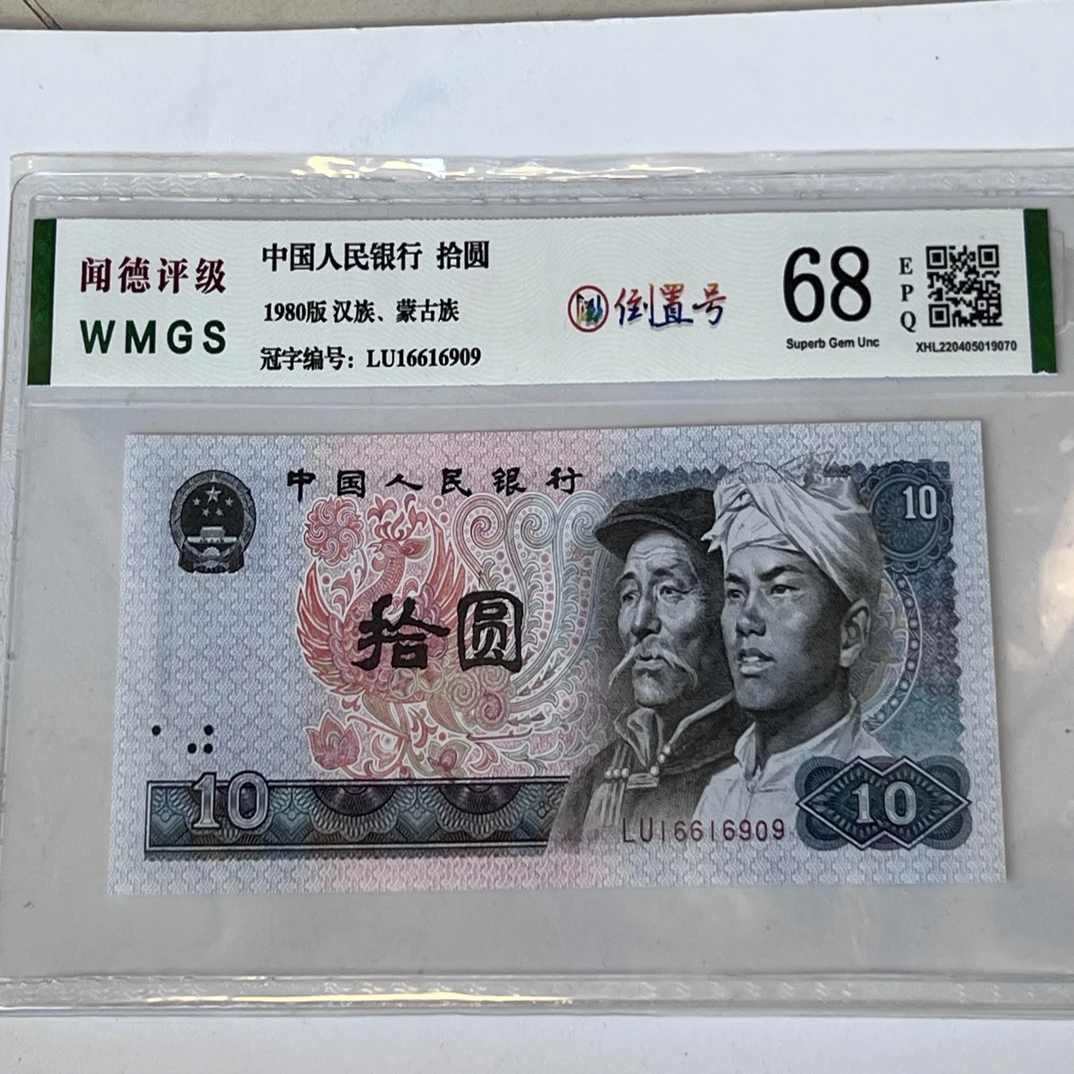 闻德评级
WMGS
中国人民银行 拾圆
1980版 汉族、蒙古族
冠字编号：LU16616909
倒置号
68
Superb Gem Unc
EPQ
XHL220405019070
中国人民银行
10
拾圆
10
LU16616909
10